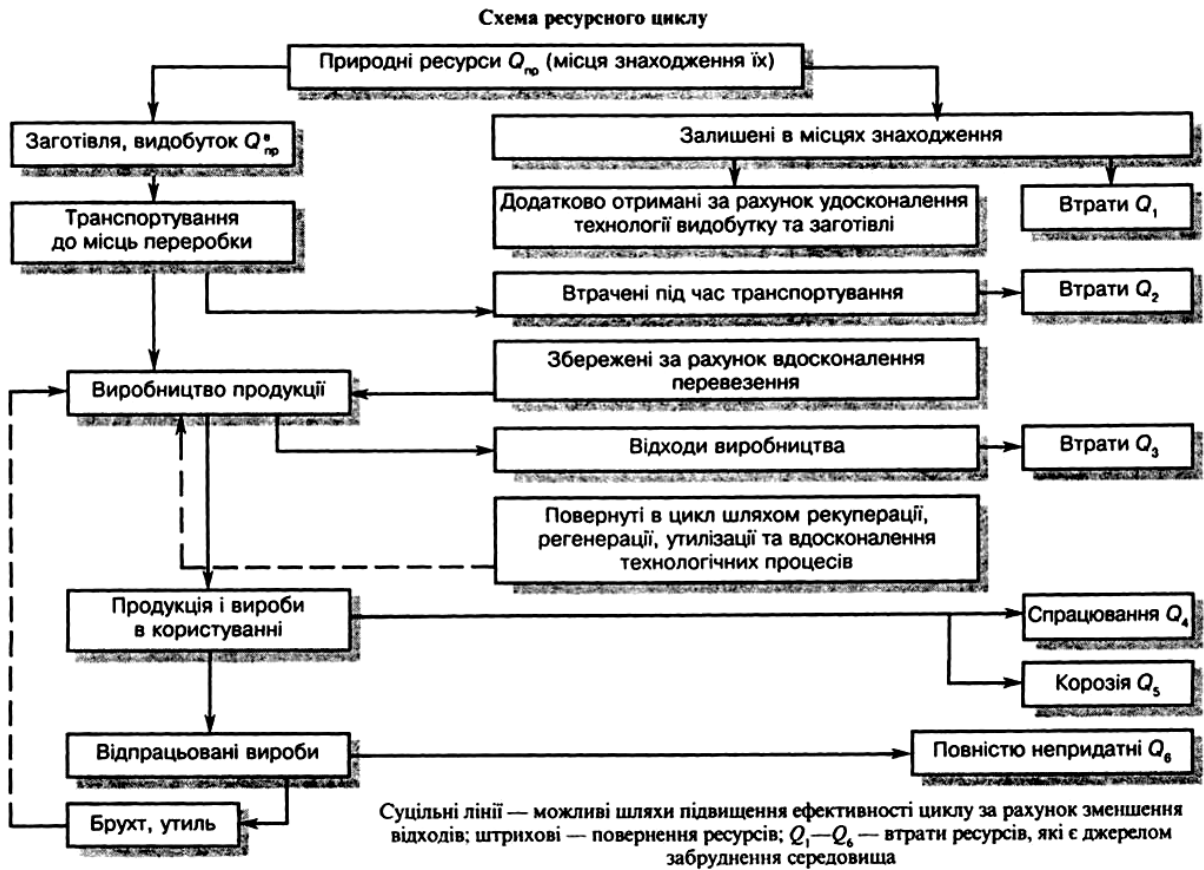 Схема ресурсного циклу
Природні ресурси Qпр (місця знаходження їх)
Заготівля, видобуток Qᵉпр
Залишені в місцях знаходження
Транспортування
до місць переробки
Додатково отримані за рахунок удосконалення
технології видобутку та заготівлі
Втрати Q₁
Втрачені під час транспортування
Втрати Q₂
Збережені за рахунок вдосконалення
перевезення
Виробництво продукції
Відходи виробництва
Втрати Q₃
Повернуті в цикл шляхом рекуперації,
регенерації, утилізації та вдосконалення
технологічних процесів
Продукція і вироби
в користуванні
Спрацювання Q₄
Корозія Q₅
Відпрацьовані вироби
Повністю непридатні Q₆
Брухт, утиль
Суцільні лінії — можливі шляхи підвищення ефективності циклу за рахунок зменшення
відходів; штрихові — повернення ресурсів; Q₁—Q₆ — втрати ресурсів, які є джерелом
забруднення середовища